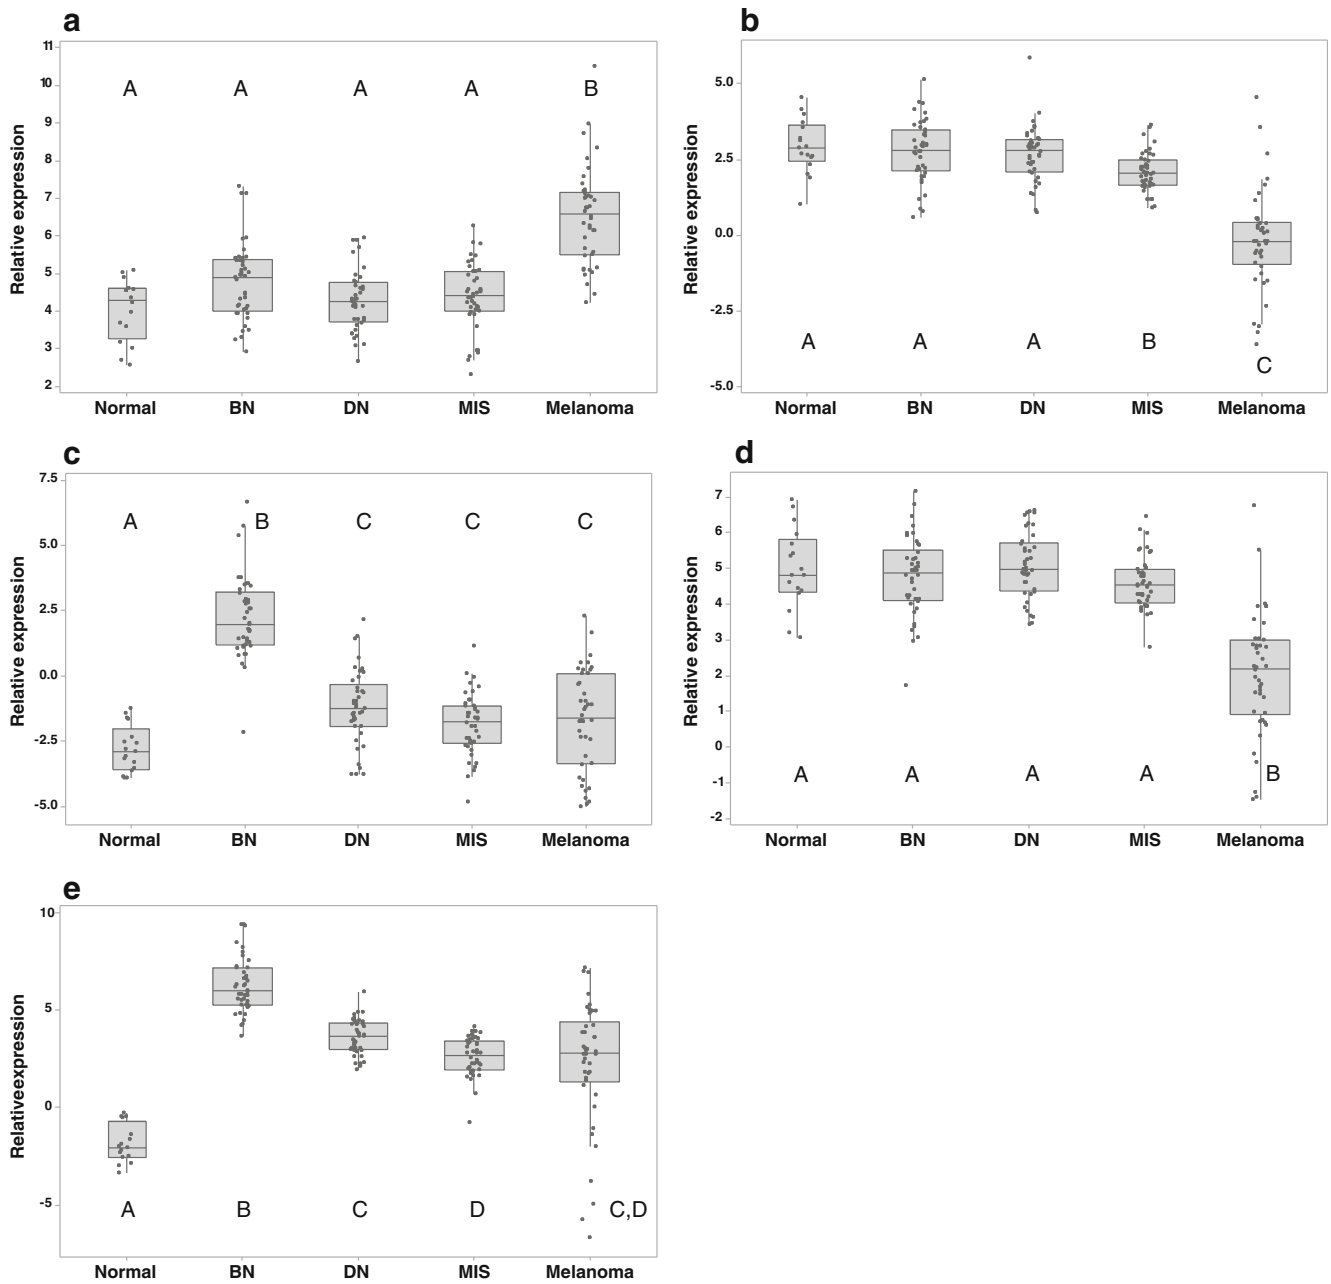 a
Relative expression
11
10
9
8
7
6
5
4
3
2
A A A A B
Normal BN DN MIS Melanoma
b
Relative expression
5.0
2.5
0.0
-2.5
-5.0
A A A B C
Normal BN DN MIS Melanoma
c
Relative expression
7.5
5.0
2.5
0.0
-2.5
-5.0
A B C C C
Normal BN DN MIS Melanoma
d
Relative expression
7
6
5
4
3
2
1
0
-1
-2
A A A A B
Normal BN DN MIS Melanoma
e
Relativeexpression
10
5
0
-5
A B C D C,D
Normal BN DN MIS Melanoma